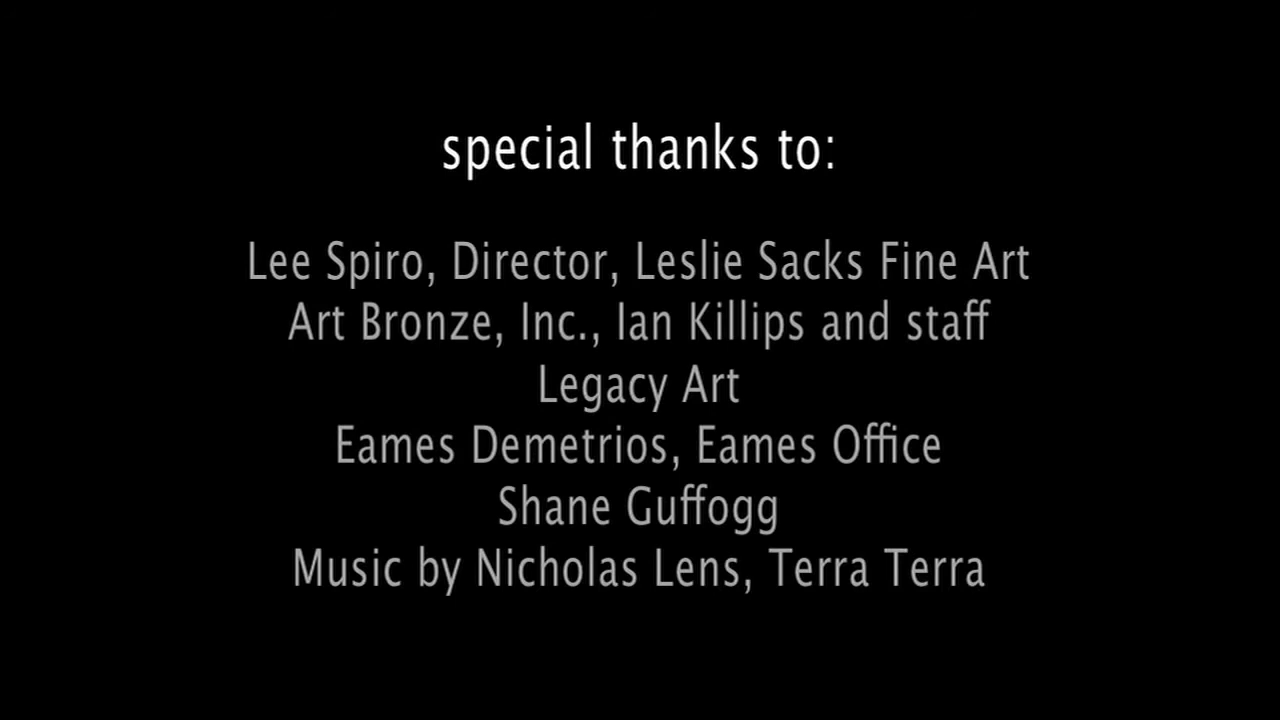 special thanks to:
Lee Spiro, Director, Leslie Sacks Fine Art
Art Bronze, Inc., Ian Killips and staff
Legacy Art
Eames Demetrios, Eames Office
Shane Guffogg
Music by Nicholas Lens, Terra Terra